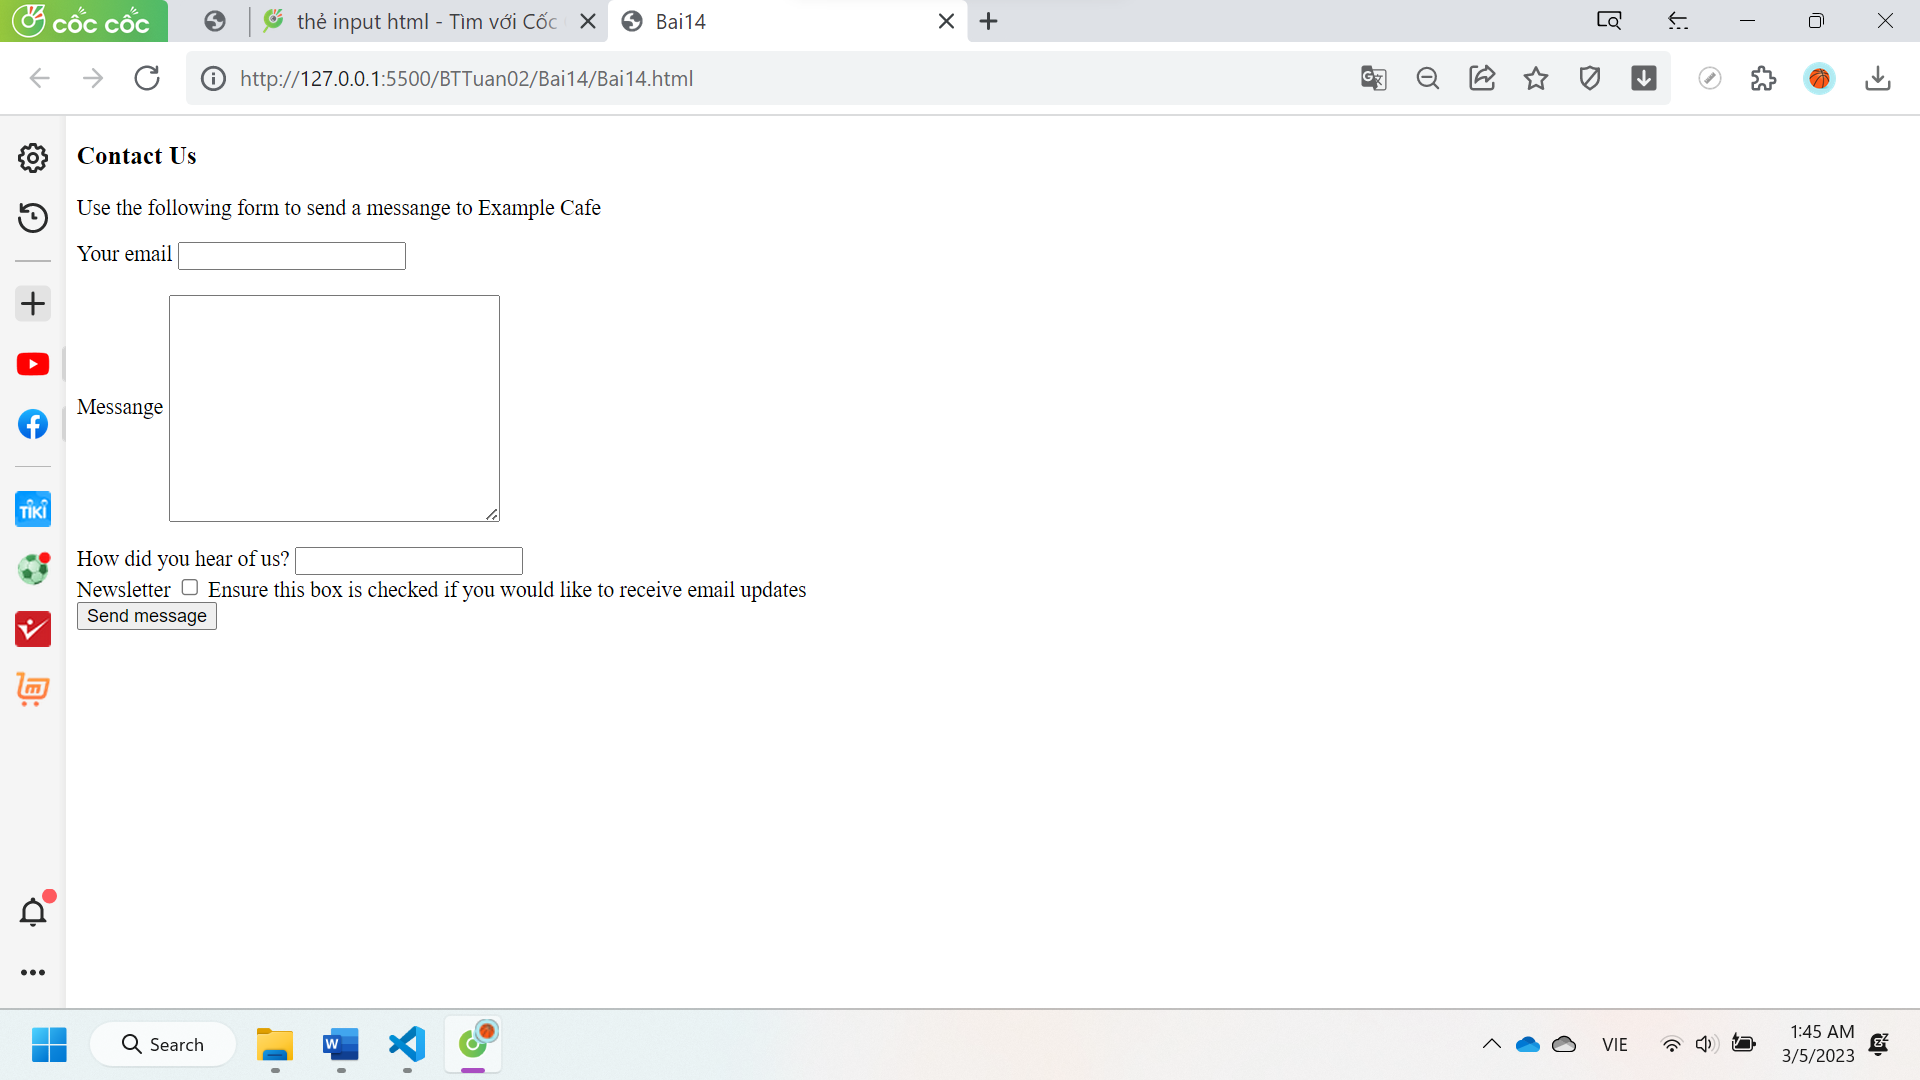 cốc cốc
thẻ input html - Tìm với Cốc
Bai14
http://127.0.0.1:5500/BTTuan02/Bai14/Bai14.html
Contact Us
Use the following form to send a messange to Example Cafe
Your email
Messange
How did you hear of us?
Newsletter Ensure this box is checked if you would like to receive email updates
Send message
TIKI
Search
VIE
1:45 AM
3/5/2023